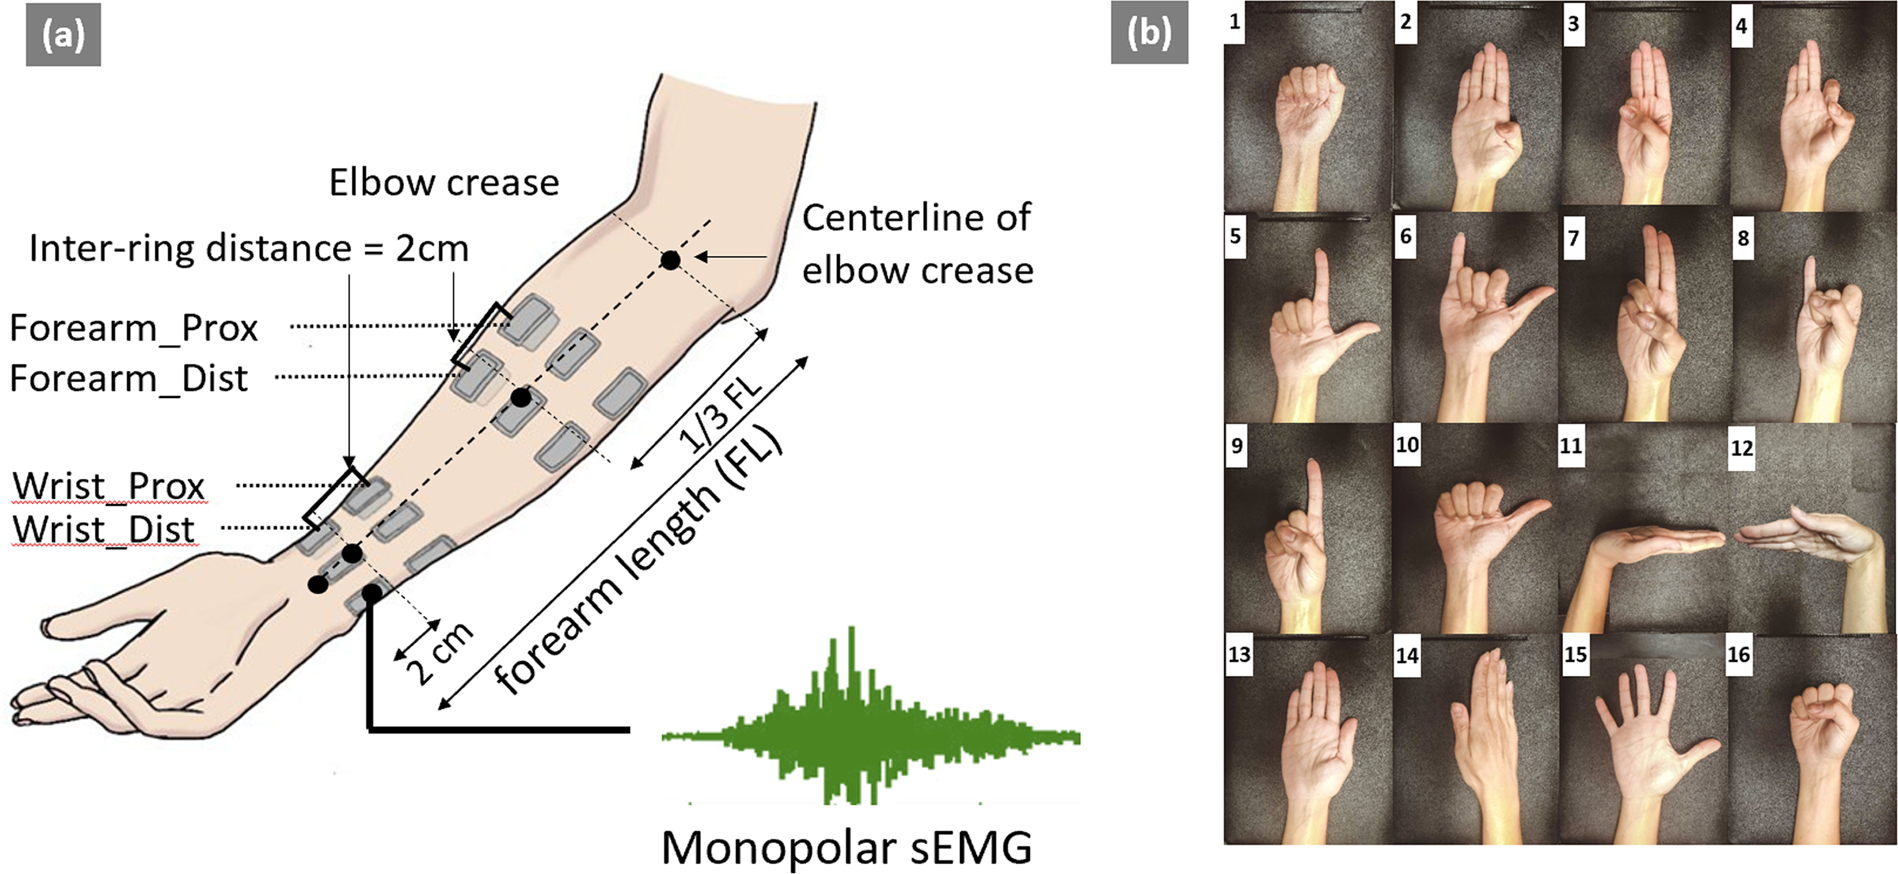 (a)
Elbow crease
Inter-ring distance = 2cm
Centerline of
elbow crease
Forearm_Prox
Forearm_Dist
1/3 FL
forearm length (FL)
Wrist_Prox
Wrist_Dist
2 cm
Monopolar sEMG
(b)
1
2
3
4
5
6
7
8
9
10
11
12
13
14
15
16